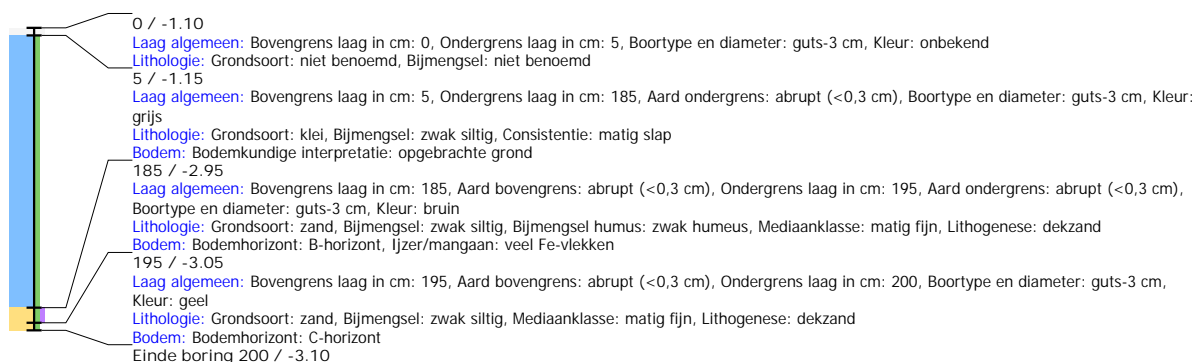 0 / -1.10
Laag algemeen: Bovengrens laag in cm: 0, Ondergrens laag in cm: 5, Boortype en diameter: guts-3 cm, Kleur: onbekend
Lithologie: Grondsoort: niet benoemd, Bijmengsel: niet benoemd
5 / -1.15
Laag algemeen: Bovengrens laag in cm: 5, Ondergrens laag in cm: 185, Aard ondergrens: abrupt (<0,3 cm), Boortype en diameter: guts-3 cm, Kleur:
grijs
Lithologie: Grondsoort: klei, Bijmengsel: zwak siltig, Consistentie: matig slap
Bodem: Bodemkundige interpretatie: opgebrachte grond
185 / -2.95
Laag algemeen: Bovengrens laag in cm: 185, Aard bovengrens: abrupt (<0,3 cm), Ondergrens laag in cm: 195, Aard ondergrens: abrupt (<0,3 cm),
Boortype en diameter: guts-3 cm, Kleur: bruin
Lithologie: Grondsoort: zand, Bijmengsel: zwak siltig, Bijmengsel humus: zwak humeus, Mediaanklasse: matig fijn, Lithogenese: dekzand
Bodem: Bodemhorizont: B-horizont, Ijzer/mangaan: veel Fe-vlekken
195 / -3.05
Laag algemeen: Bovengrens laag in cm: 195, Aard bovengrens: abrupt (<0,3 cm), Ondergrens laag in cm: 200, Boortype en diameter: guts-3 cm,
Kleur: geel
Lithologie: Grondsoort: zand, Bijmengsel: zwak siltig, Mediaanklasse: matig fijn, Lithogenese: dekzand
Bodem: Bodemhorizont: C-horizont
Einde boring 200 / -3.10